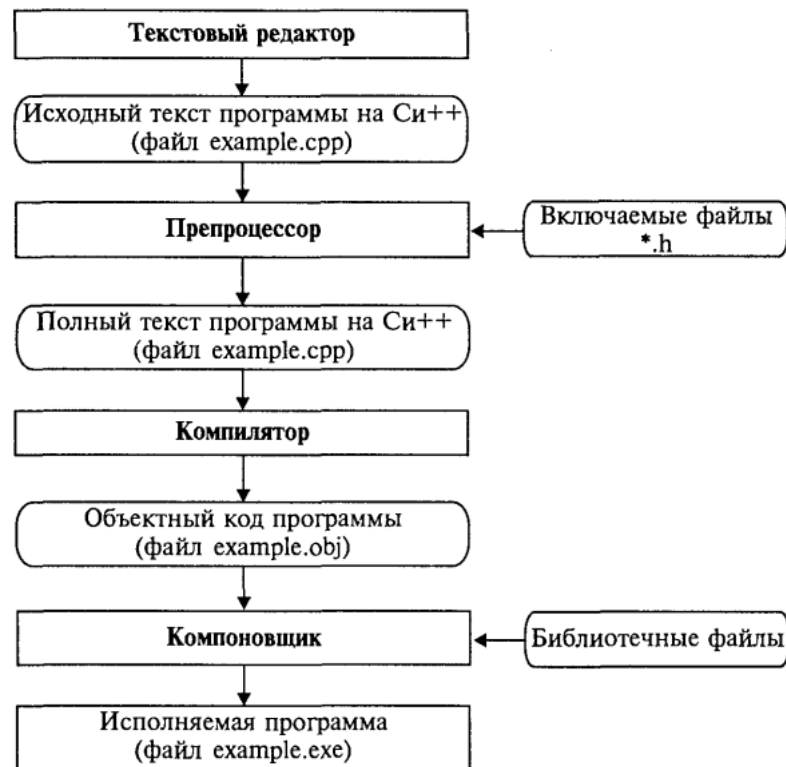 Текстовый редактор
Исходный текст программы на Си++
(файл example.cpp)
Препроцессор
Включаемые файлы
*.h
Полный текст программы на Си++
(файл example.cpp)
Компилятор
Объектный код программы
(файл example.obj)
Компоновщик
Библиотечные файлы
Исполняемая программа
(файл example.exe)